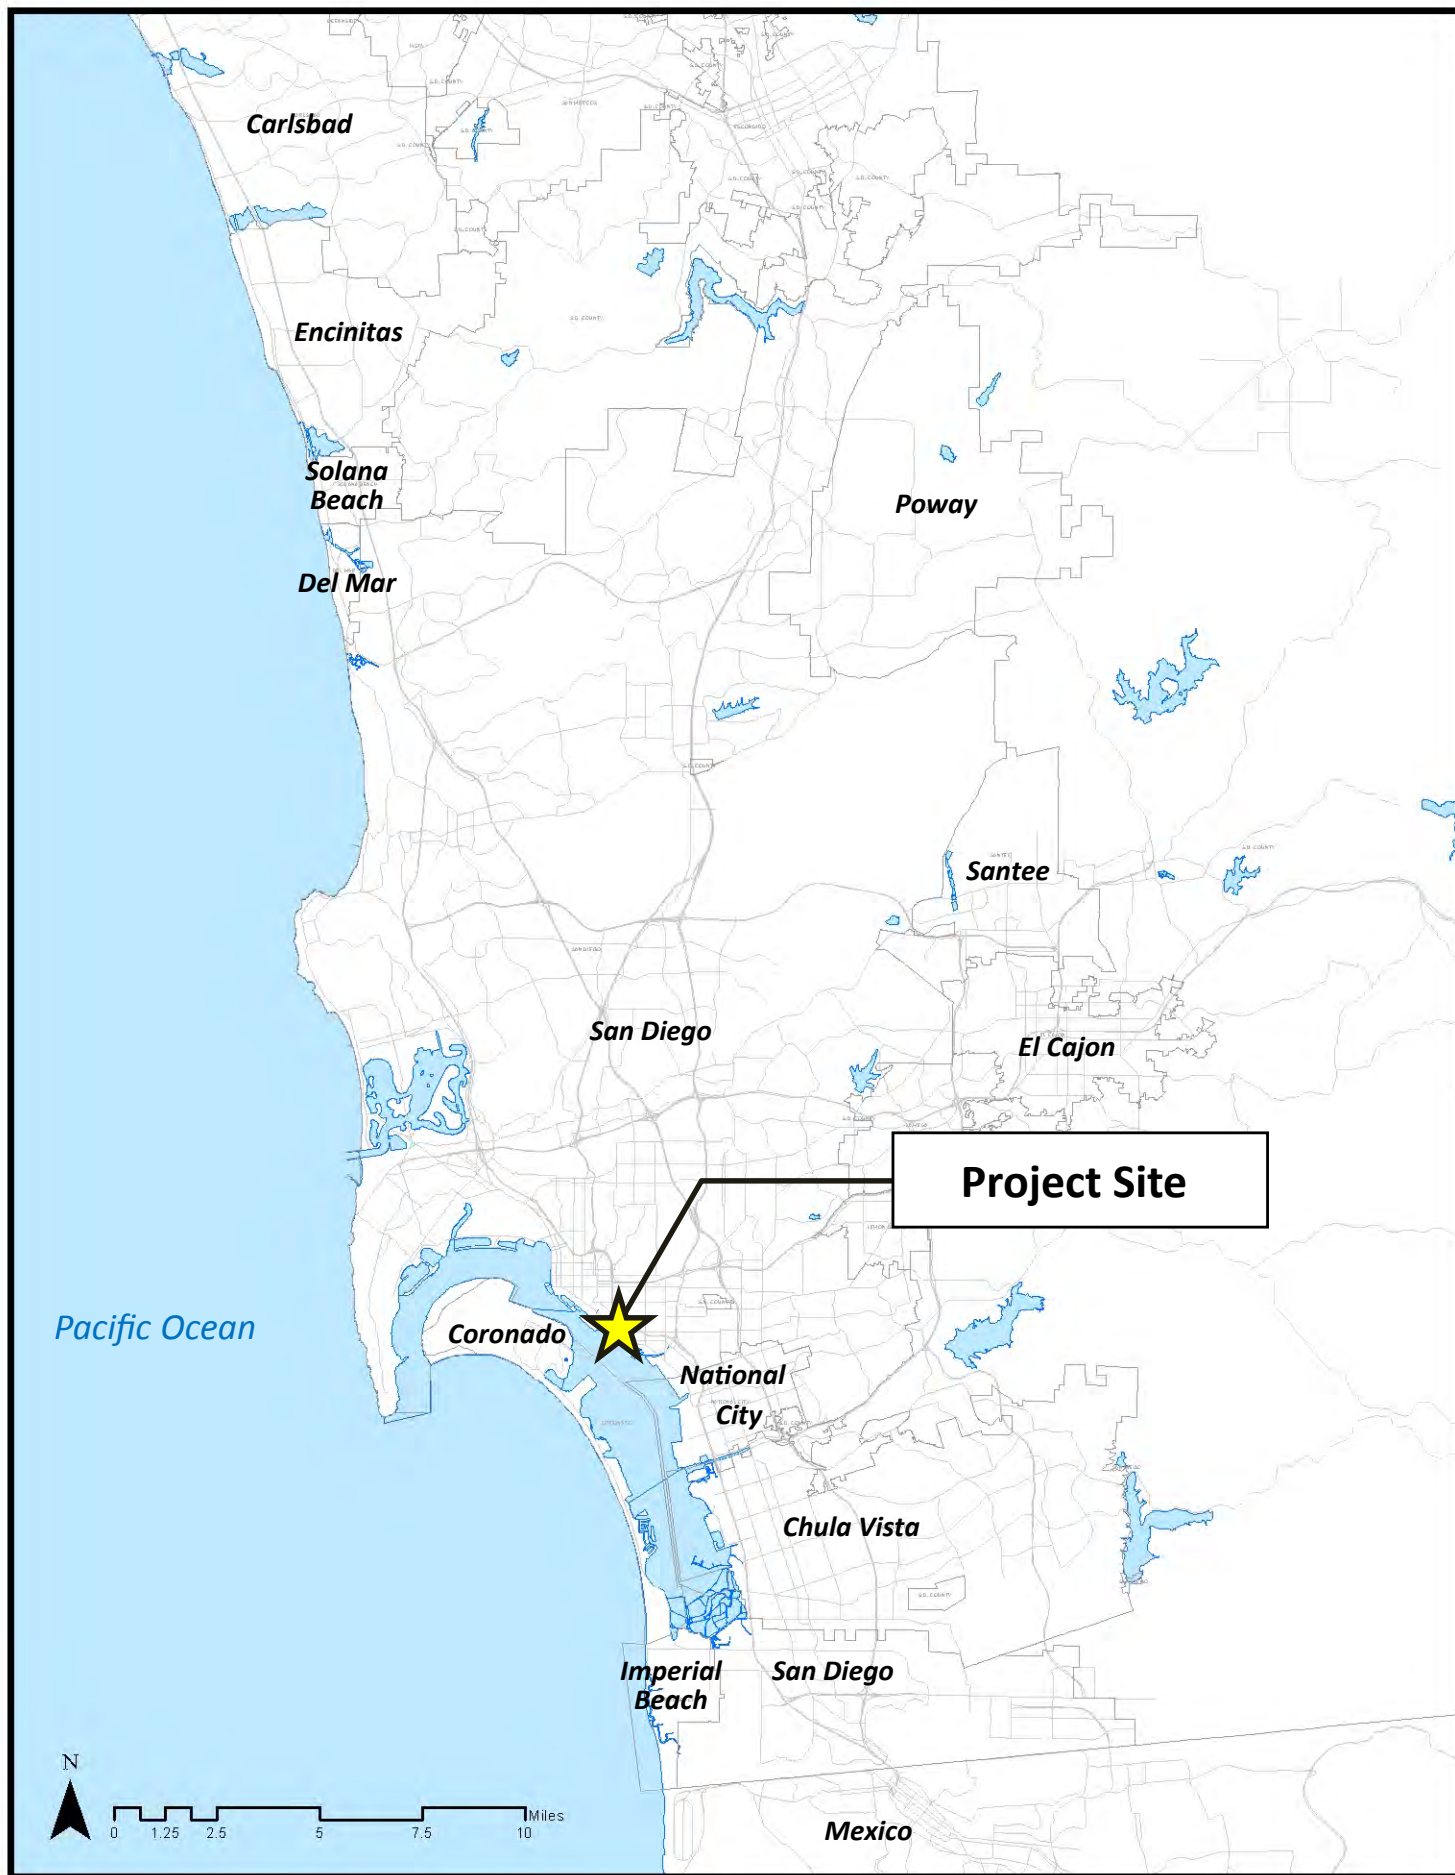 Carlsbad
Encinitas
Solana
Beach
Poway
Del Mar
Santee
San Diego
El Cajon
Project Site
Pacific Ocean
Coronado
National
City
Chula Vista
Imperial
Beach
San Diego
Mexico
N
Miles
0 1.25 2.5 5 7.5 10